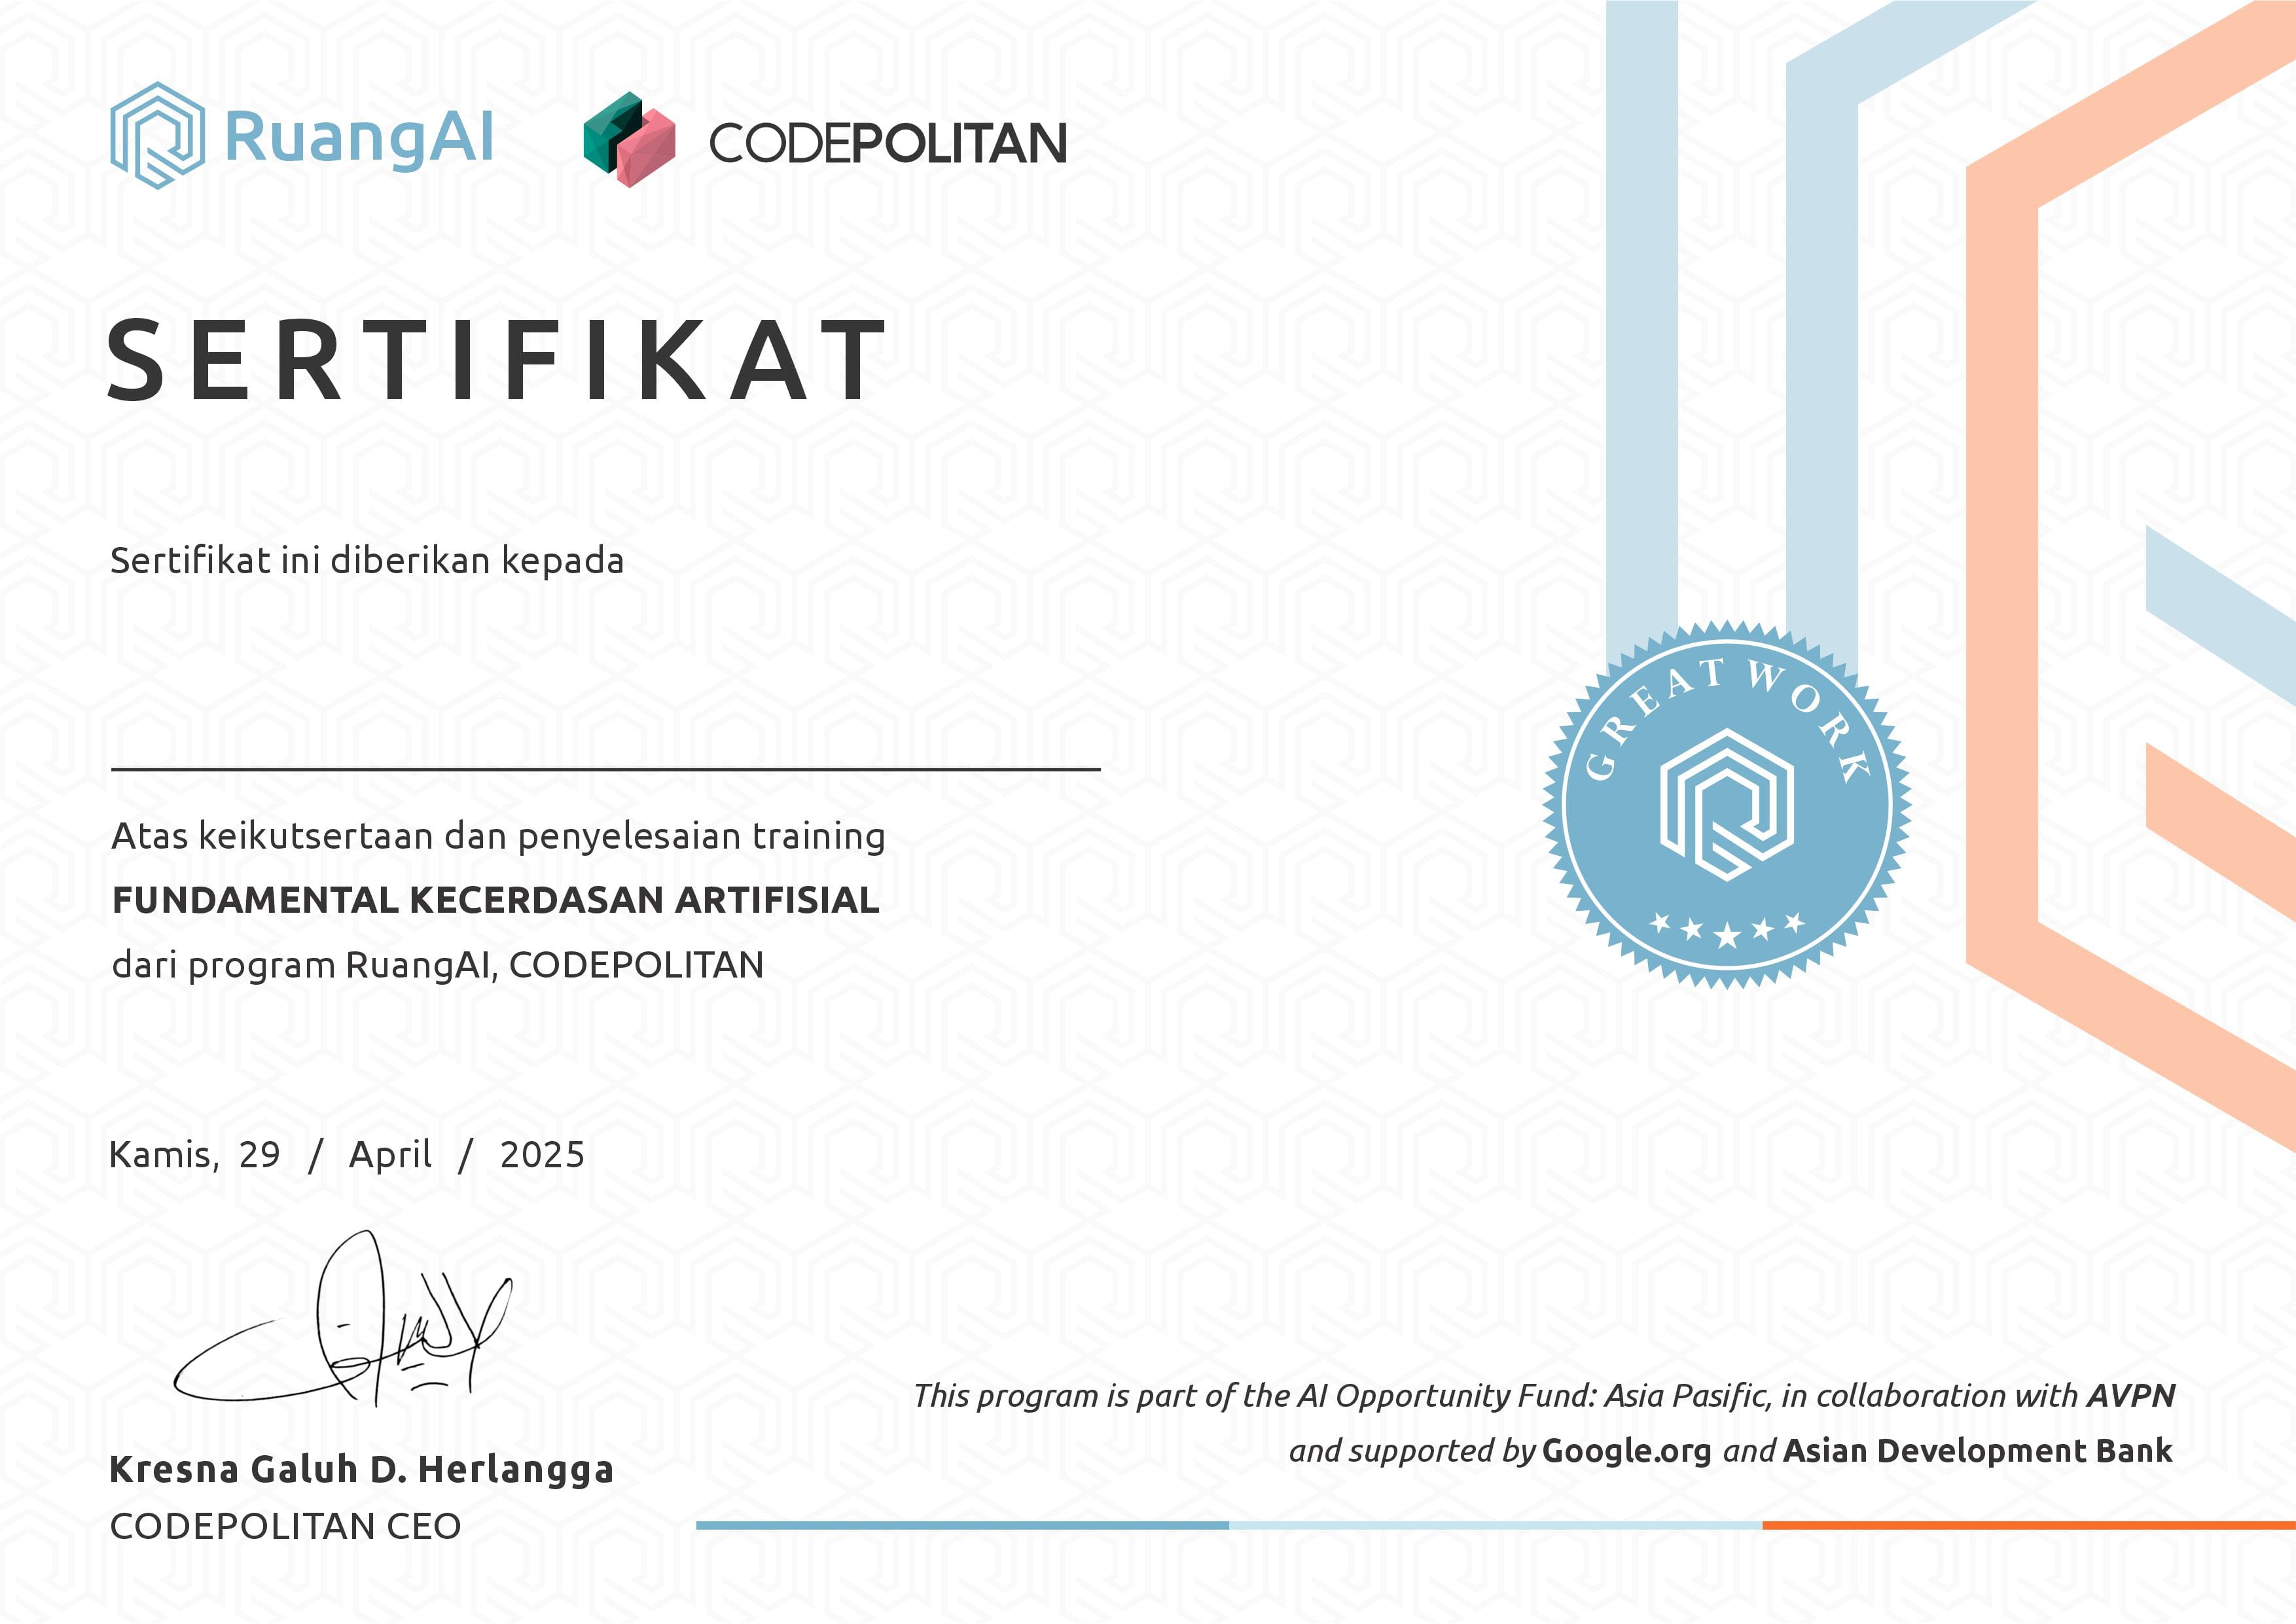 RuangAI
CODEPOLITAN
SERTIFIKAT
Sertifikat ini diberikan kepada
GREAT WORK
Atas keikutsertaan dan penyelesaian training
FUNDAMENTAL KECERDASAN ARTIFISIAL
dari program RuangAI, CODEPOLITAN
Kamis, 29 / April / 2025
Kresna Galuh D. Herlangga
CODEPOLITAN CEO
This program is part of the AI Opportunity Fund: Asia Pasific, in collaboration with AVPN
and supported by Google.org and Asian Development Bank